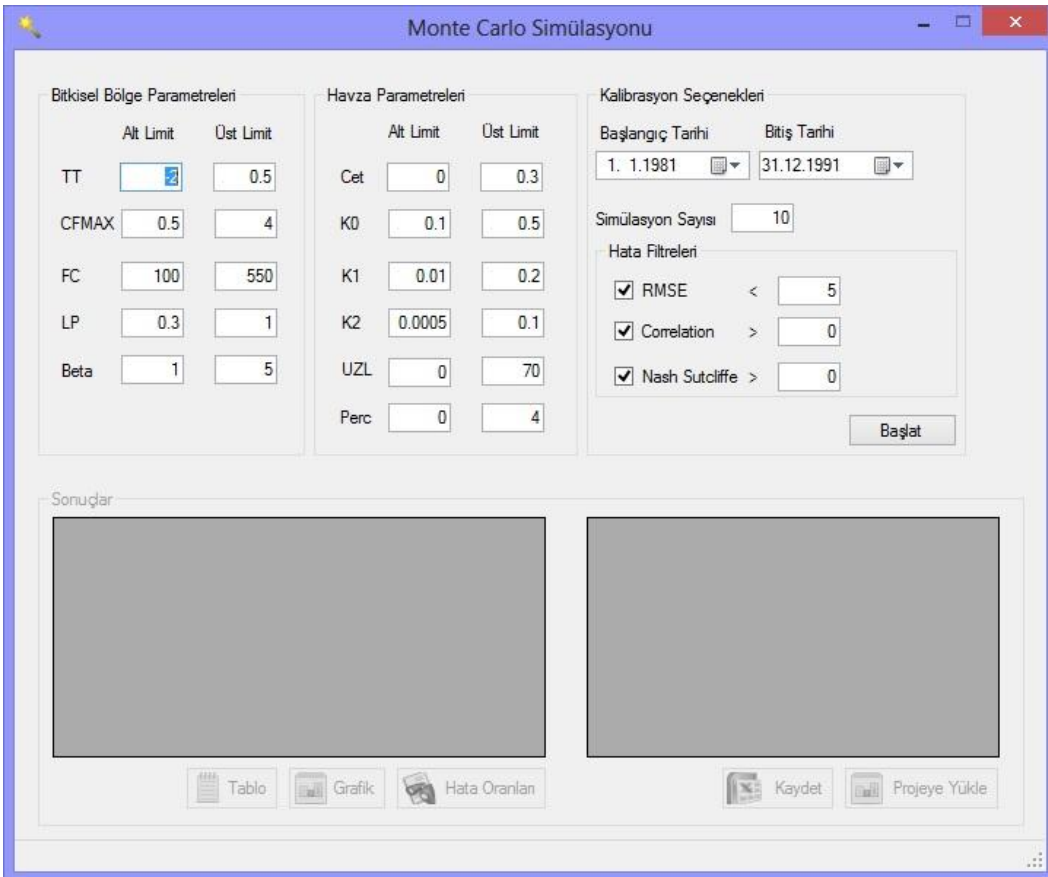 Monte Carlo Simülasyonu
Bitkisel Bölge Parametreleri
Alt Limit Üst Limit
TT -2 0.5
CFMAX 0.5 4
FC 100 550
LP 0.3 1
Beta 1 5
Havza Parametreleri
Alt Limit Üst Limit
Cet 0 0.3
K0 0.1 0.5
K1 0.01 0.2
K2 0.0005 0.1
UZL 0 70
Perc 0 4
Kalibrasyon Seçenekleri
Başlangıç Tarihi Bitiş Tarihi
1. 1.1981 31.12.1991
Simülasyon Sayısı 10
Hata Filtreleri
RMSE < 5
Correlation > 0
Nash Sutcliffe > 0
Başlat
Sonuçlar
Tablo Grafik Hata Oranları Kaydet Projeye Yükle